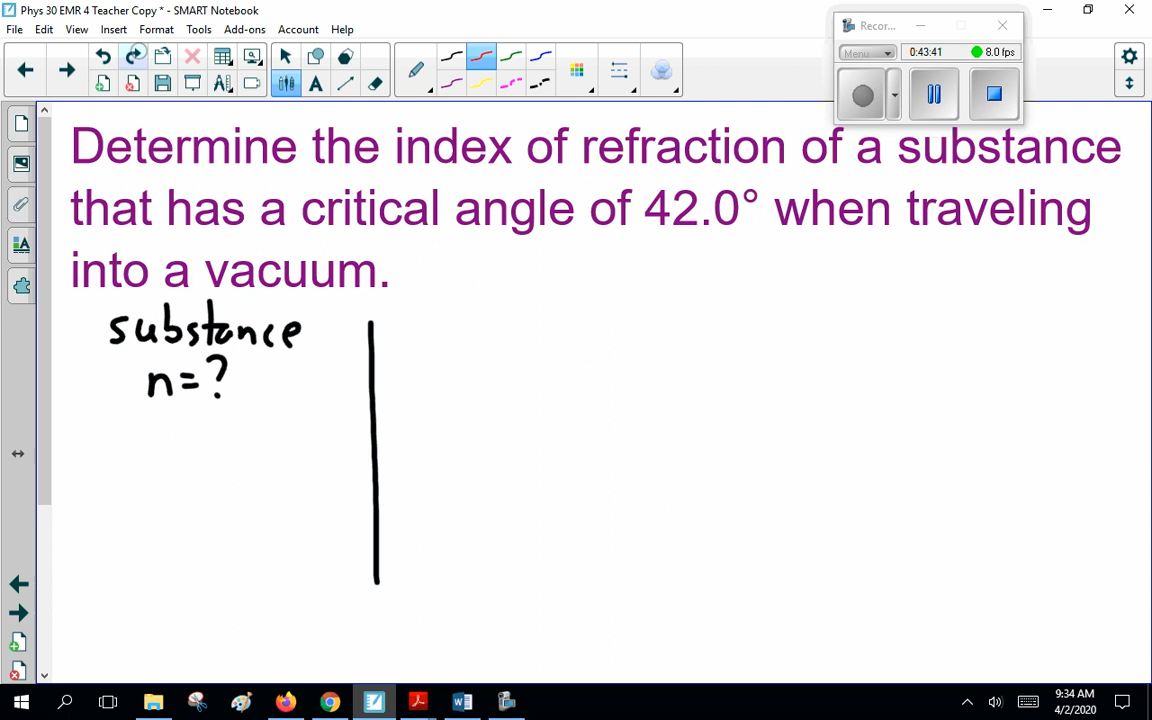 Phys 30 EMR 4 Teacher Copy * - SMART Notebook
File Edit View Insert Format Tools Add-ons Account Help
Recor...
Menu 0:43:41 8.0 fps
Determine the index of refraction of a substance
that has a critical angle of 42.0° when traveling
into a vacuum.
substance
n=?
9:34 AM
4/2/2020